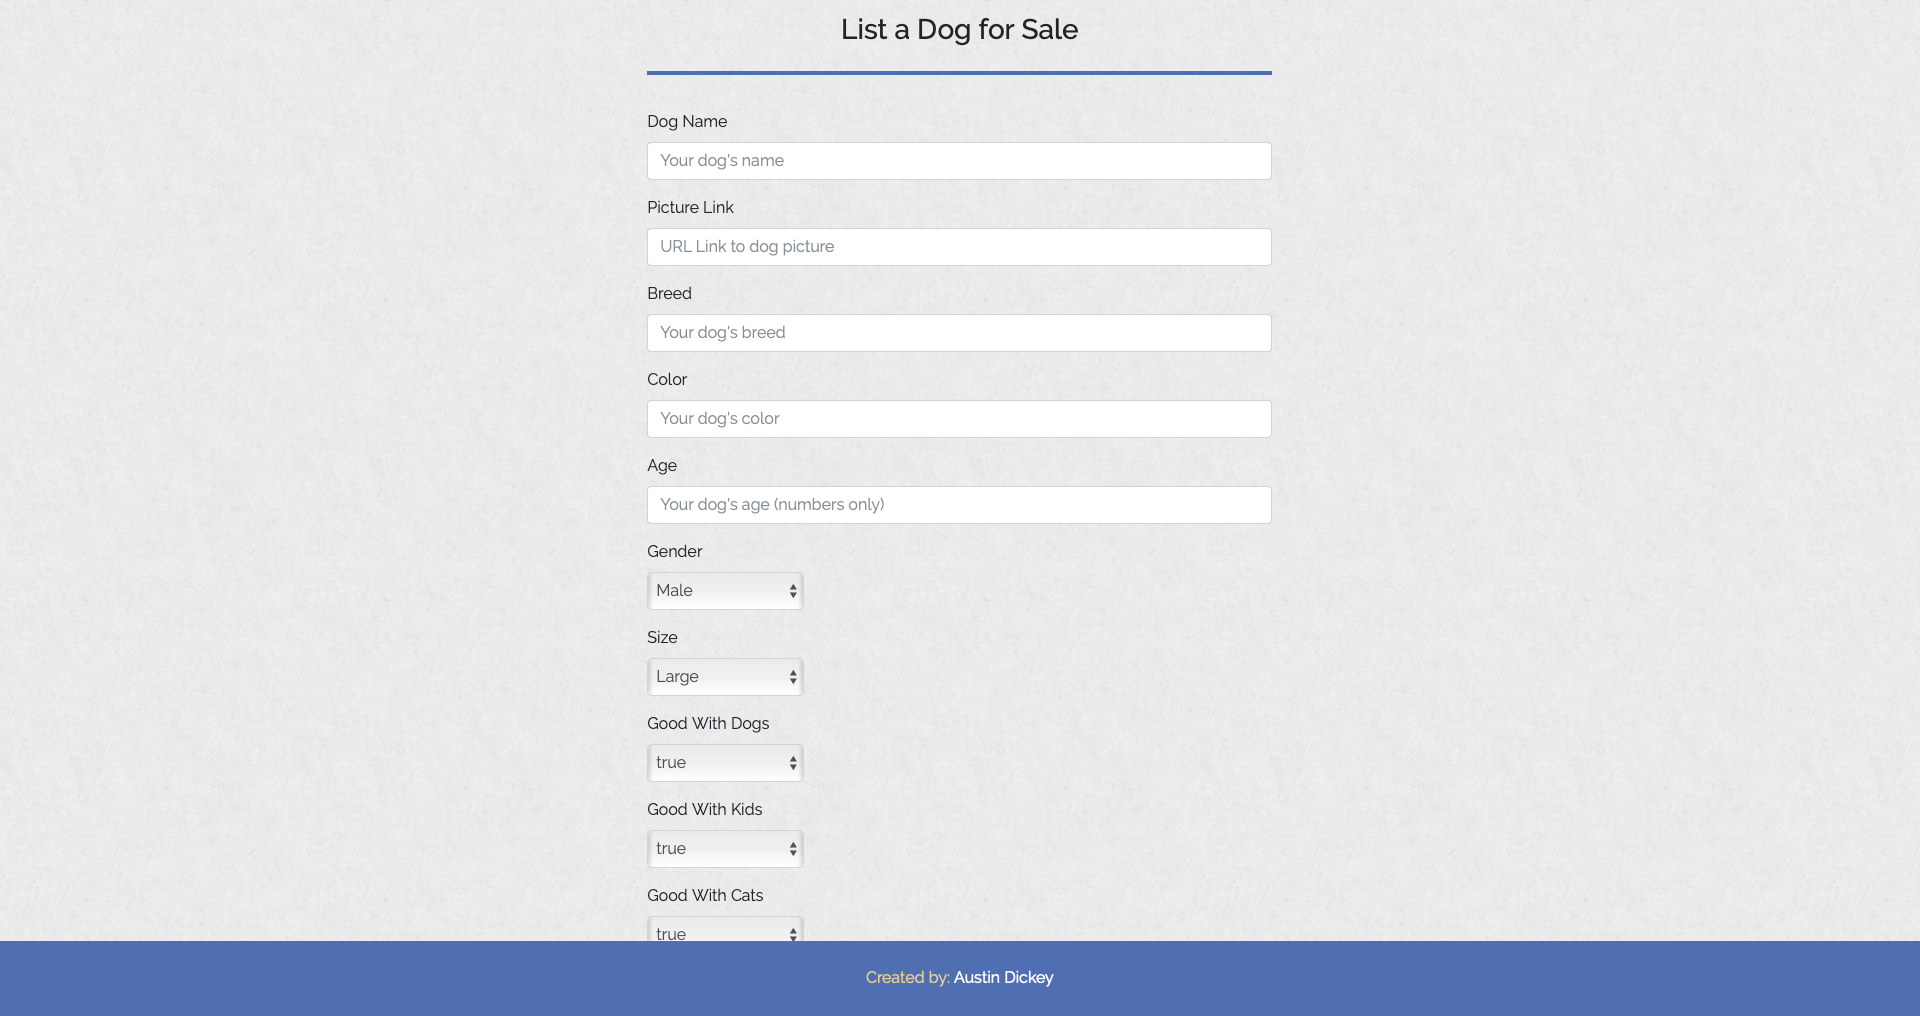 List a Dog for Sale
Dog Name
Your dog's name
Picture Link
URL Link to dog picture
Breed
Your dog's breed
Color
Your dog's color
Age
Your dog's age (numbers only)
Gender
Male
Size
Large
Good With Dogs
true
Good With Kids
true
Good With Cats
true
Created by: Austin Dickey